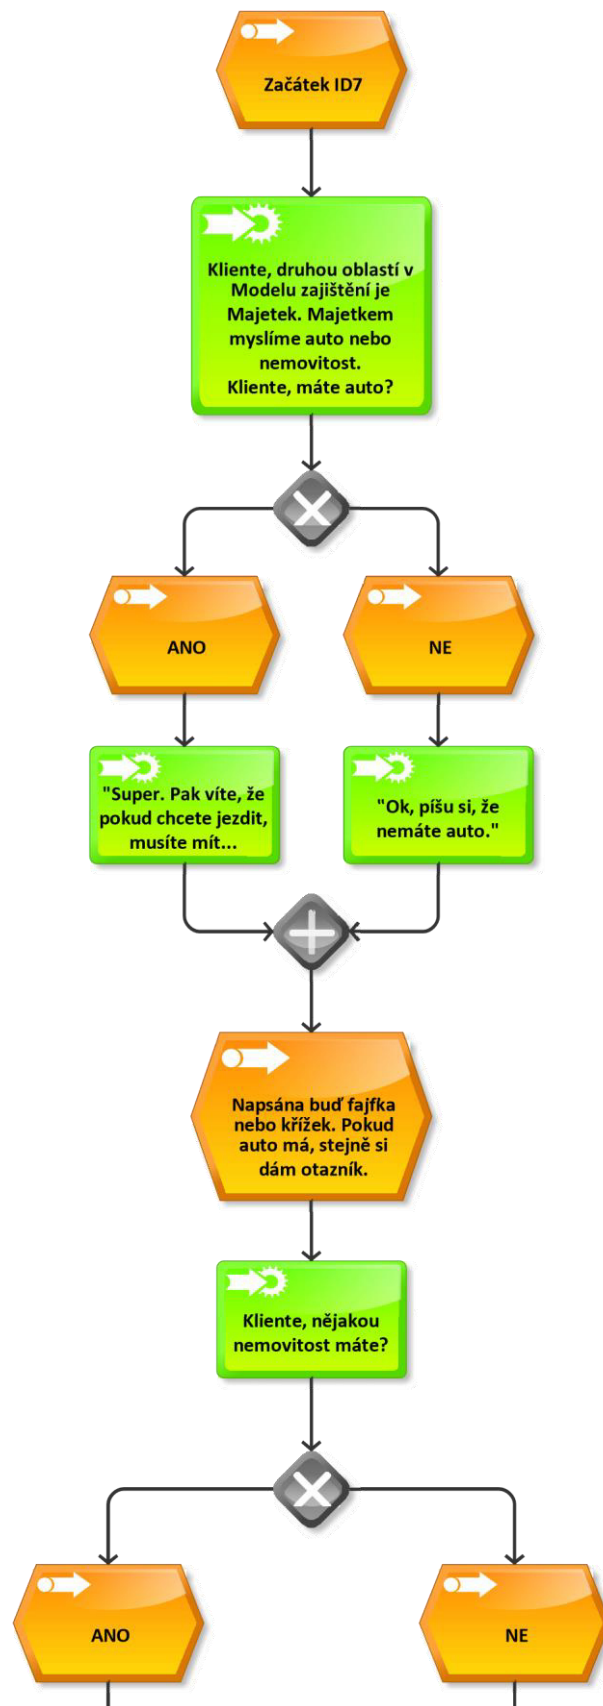 Začátek ID7
Kliente, druhou oblastí v
Modelu zajištění je
Majetek. Majetkem
myslíme auto nebo
nemovitost.
Kliente, máte auto?
ANO
NE
"Super. Pak víte, že
pokud chcete jezdit,
musíte mít...
"Ok, píšu si, že
nemáte auto."
Napsána buď fajfka
nebo křížek. Pokud
auto má, stejně si
dám otazník.
Kliente, nějakou
nemovitost máte?
ANO
NE